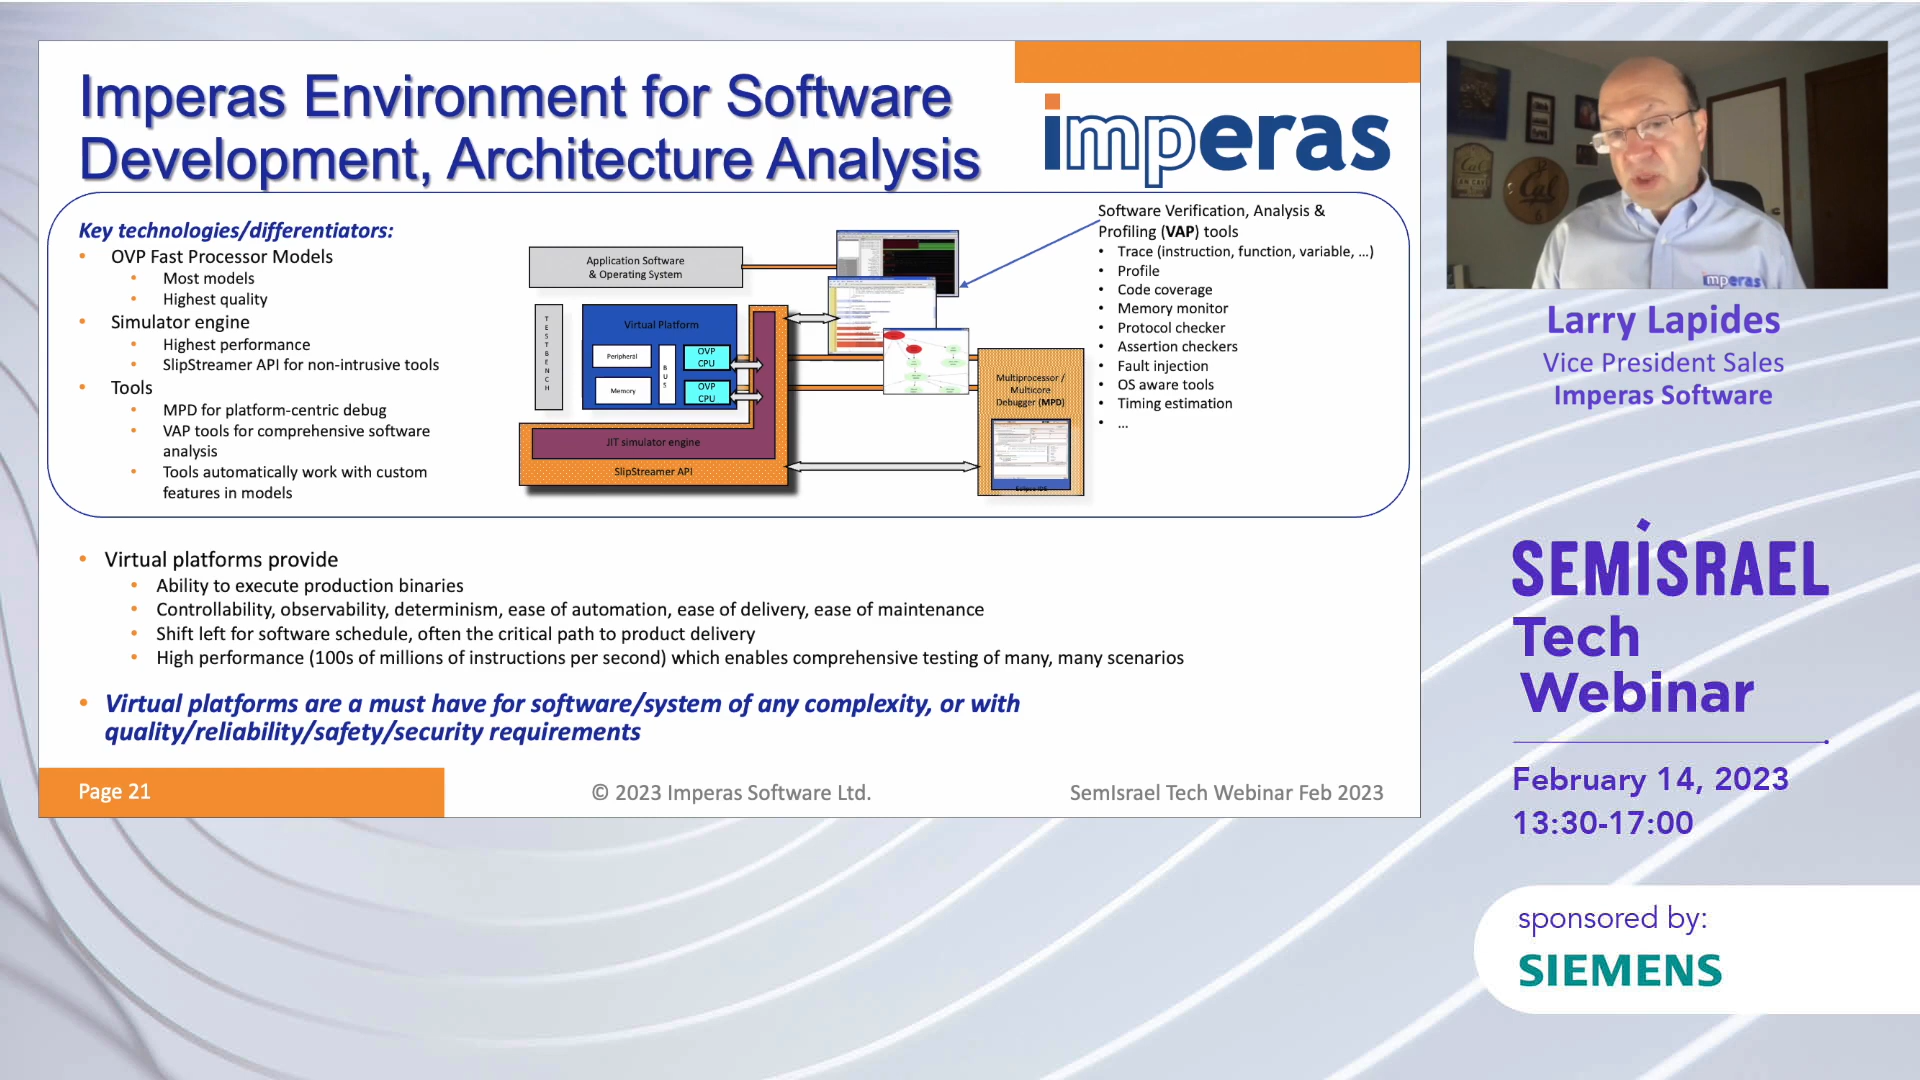 Imperas Environment for Software
Development, Architecture Analysis
imperas
Key technologies/differentiators:
• OVP Fast Processor Models
• Most models
• Highest quality
• Simulator engine
• Highest performance
• SlipStreamer API for non-intrusive tools
• Tools
• MPD for platform-centric debug
• VAP tools for comprehensive software
analysis
• Tools automatically work with custom
features in models
Application Software
& Operating System
TESTBENCH
Virtual Platform
Peripheral
Memory
BUS
OVP
CPU
OVP
CPU
JIT simulator engine
SlipStreamer API
Multiprocessor /
Multicore
Debugger (MPD)
Eclipse IDE
Software Verification, Analysis &
Profiling (VAP) tools
• Trace (instruction, function, variable, …)
• Profile
• Code coverage
• Memory monitor
• Protocol checker
• Assertion checkers
• Fault injection
• OS aware tools
• Timing estimation
• …
• Virtual platforms provide
• Ability to execute production binaries
• Controllability, observability, determinism, ease of automation, ease of delivery, ease of maintenance
• Shift left for software schedule, often the critical path to product delivery
• High performance (100s of millions of instructions per second) which enables comprehensive testing of many, many scenarios
• Virtual platforms are a must have for software/system of any complexity, or with
quality/reliability/safety/security requirements
Page 21
© 2023 Imperas Software Ltd.
SemIsrael Tech Webinar Feb 2023
Cal
Cal
imperas
Larry Lapides
Vice President Sales
Imperas Software
SEMISRAEL
Tech
Webinar
February 14, 2023
13:30-17:00
sponsored by:
SIEMENS